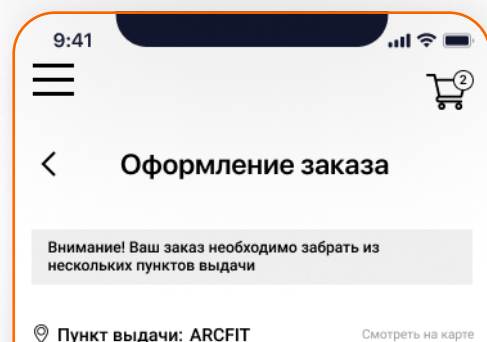 9:41
2
Оформление заказа
Внимание! Ваш заказ необходимо забрать из
нескольких пунктов выдачи
Пункт выдачи: ARCFIT Смотреть на карте